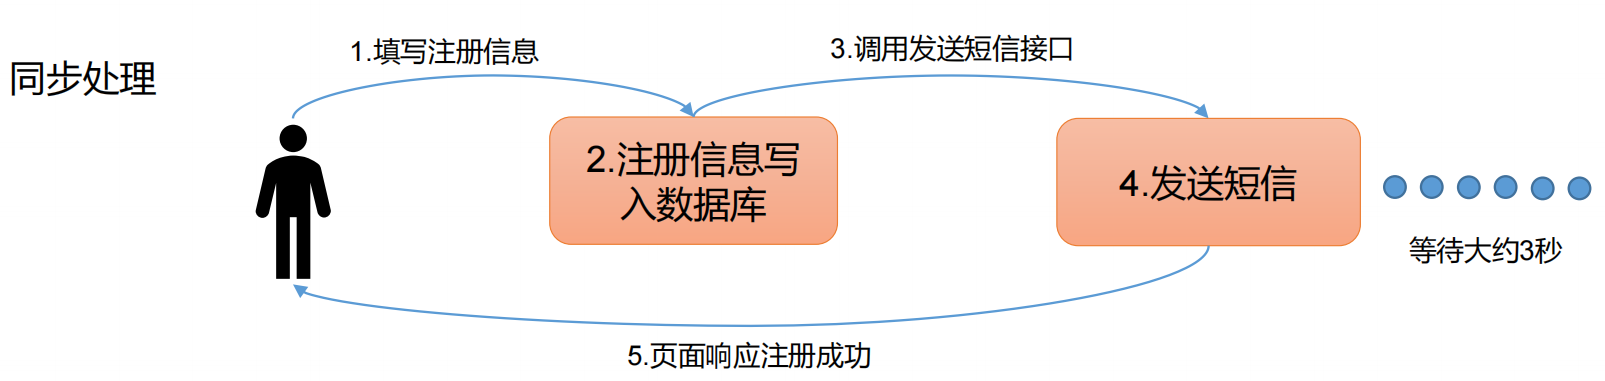 同步处理
1.填写注册信息
3.调用发送短信接口
2.注册信息写
入数据库
4.发送短信
等待大约3秒
5.页面响应注册成功